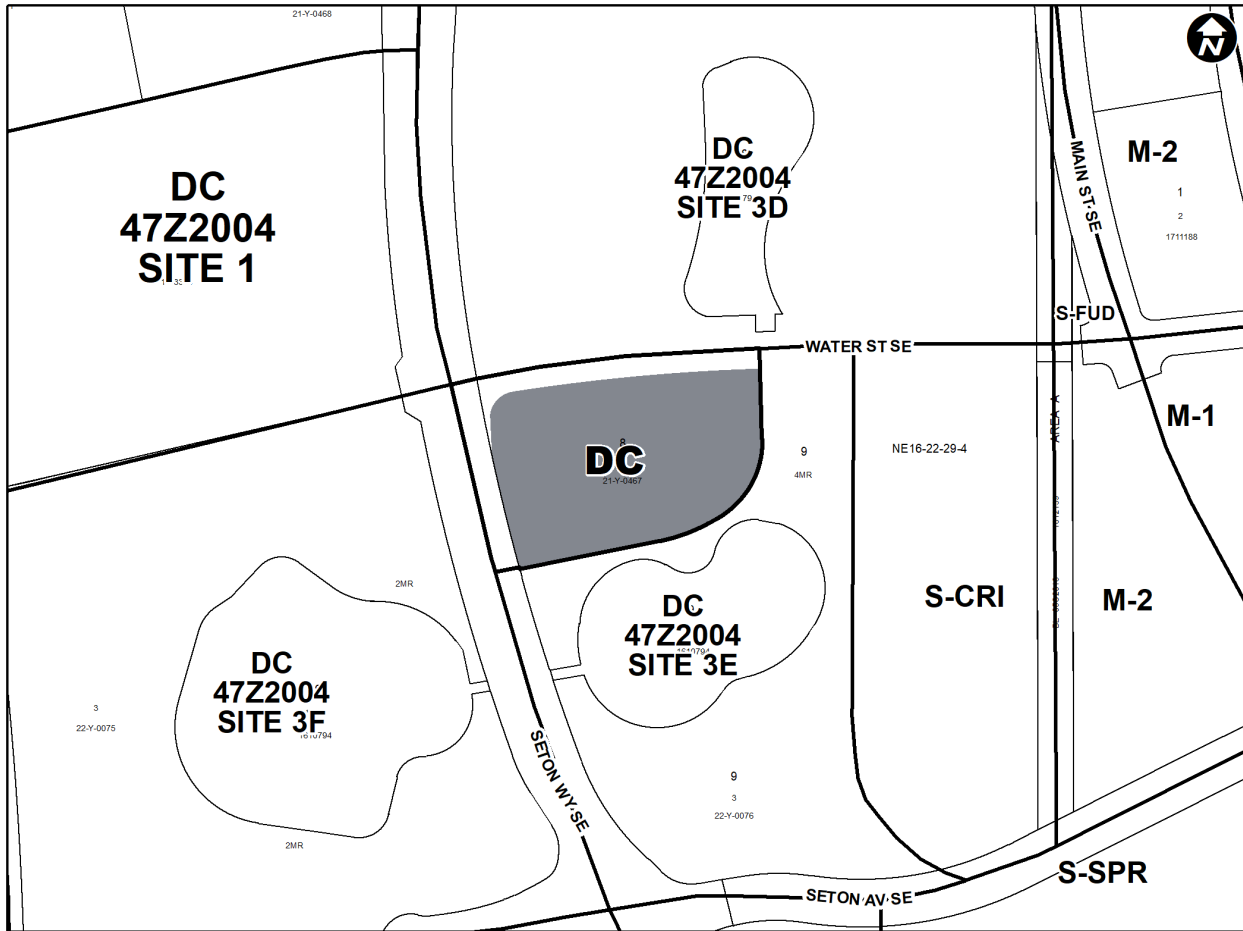 21-Y-0468
N
DC
47Z2004
SITE 1
DC
47Z2004
SITE 3D
79
MAIN ST SE
M-2
1
2
1711188
S-FUD
WATER ST SE
AREA A
M-1
8
DC
21-Y-0467
9
4MR
NE16-22-29-4
2MR
DC
47Z2004
SITE 3E
1610794
S-CRI
M-2
DC
47Z2004
SITE 3F
1610794
3
22-Y-0075
SETON WY SE
9
3
22-Y-0076
2MR
SETON AV SE
S-SPR